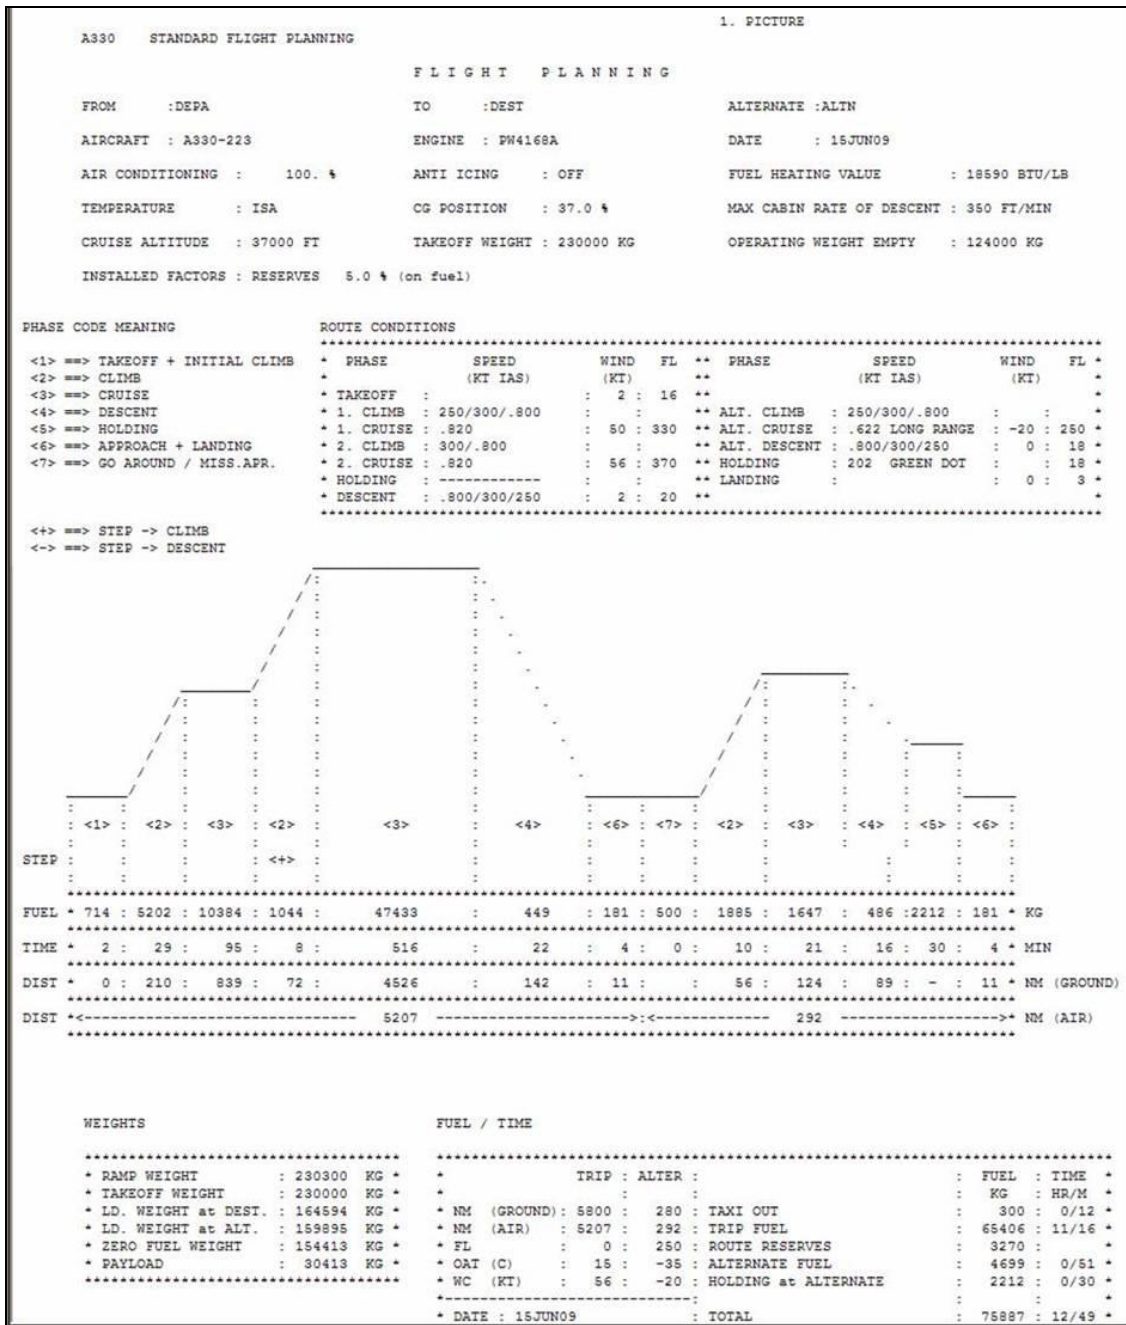 1. PICTURE
A330 STANDARD FLIGHT PLANNING
F L I G H T P L A N N I N G
FROM :DEPA TO :DEST ALTERNATE :ALTN
AIRCRAFT : A330-223 ENGINE : PW4168A DATE : 15JUN09
AIR CONDITIONING : 100. % ANTI ICING : OFF FUEL HEATING VALUE : 18590 BTU/LB
TEMPERATURE : ISA CG POSITION : 37.0 % MAX CABIN RATE OF DESCENT : 350 FT/MIN
CRUISE ALTITUDE : 37000 FT TAKEOFF WEIGHT : 230000 KG OPERATING WEIGHT EMPTY : 124000 KG
INSTALLED FACTORS : RESERVES 5.0 % (on fuel)
PHASE CODE MEANING ROUTE CONDITIONS
<1> ==> TAKEOFF + INITIAL CLIMB * PHASE SPEED WIND FL ** PHASE SPEED WIND FL *
<2> ==> CLIMB * (KT IAS) (KT) ** (KT IAS) (KT) *
<3> ==> CRUISE * TAKEOFF : : 2 : 16 **
<4> ==> DESCENT * 1. CLIMB : 250/300/.800 : : ** ALT. CLIMB : 250/300/.800 : : *
<5> ==> HOLDING * 1. CRUISE : .820 : 50 : 330 ** ALT. CRUISE : .622 LONG RANGE : -20 : 250 *
<6> ==> APPROACH + LANDING * 2. CLIMB : 300/.800 : : ** ALT. DESCENT : .800/300/250 : 0 : 18 *
<7> ==> GO AROUND / MISS.APR. * 2. CRUISE : .820 : 56 : 370 ** HOLDING : 202 GREEN DOT : : 18 *
* HOLDING : ------------ : : ** LANDING : : 0 : 3 *
* DESCENT : .800/300/250 : 2 : 20 ** *
<+> ==> STEP -> CLIMB
<-> ==> STEP -> DESCENT
: <1> : <2> : <3> : <2> : <3> : <4> : <6> : <7> : <2> : <3> : <4> : <5> : <6> :
STEP : : : : <+> : : : : : : : : :
FUEL * 714 : 5202 : 10384 : 1044 : 47433 : 449 : 181 : 500 : 1885 : 1647 : 486 :2212 : 181 * KG
TIME * 2 : 29 : 95 : 8 : 516 : 22 : 4 : 0 : 10 : 21 : 16 : 30 : 4 * MIN
DIST * 0 : 210 : 839 : 72 : 4526 : 142 : 11 : : 56 : 124 : 89 : - : 11 * NM (GROUND)
DIST *<------------------------------- 5207 ---------------------->:<------------- 292 ------------------>* NM (AIR)
WEIGHTS FUEL / TIME
* RAMP WEIGHT : 230300 KG * * TRIP : ALTER : : FUEL : TIME *
* TAKEOFF WEIGHT : 230000 KG * * : : : KG : HR/M *
* LD. WEIGHT at DEST. : 164594 KG * * NM (GROUND): 5800 : 280 : TAXI OUT : 300 : 0/12 *
* LD. WEIGHT at ALT. : 159895 KG * * NM (AIR) : 5207 : 292 : TRIP FUEL : 65406 : 11/16 *
* ZERO FUEL WEIGHT : 154413 KG * * FL : 0 : 250 : ROUTE RESERVES : 3270 : *
* PAYLOAD : 30413 KG * * OAT (C) : 15 : -35 : ALTERNATE FUEL : 4699 : 0/51 *
* WC (KT) : 56 : -20 : HOLDING at ALTERNATE : 2212 : 0/30 *
* DATE : 15JUN09 : TOTAL : 75887 : 12/49 *